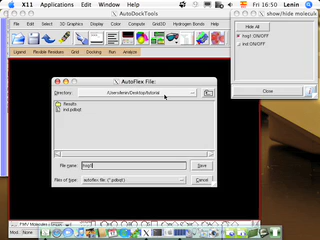 X11 Applications Edit Window Help
Fri 16:50 Lenin
AutoDockTools
File Edit Select 3D Graphics Display Color Compute Grid3D Hydrogen Bonds Help
Ligand Flexible Residues Grid Docking Run Analyze
show/hide molecule
Hide All
hsg1 :ON/OFF
ind :ON/OFF
Close
AutoFlex File:
Directory: /Users/lenin/Desktop/tutorial
Results
ind.pdbqt
File name: hsg1
Save
Files of type: autoflex file (*.pdbqt)
Cancel